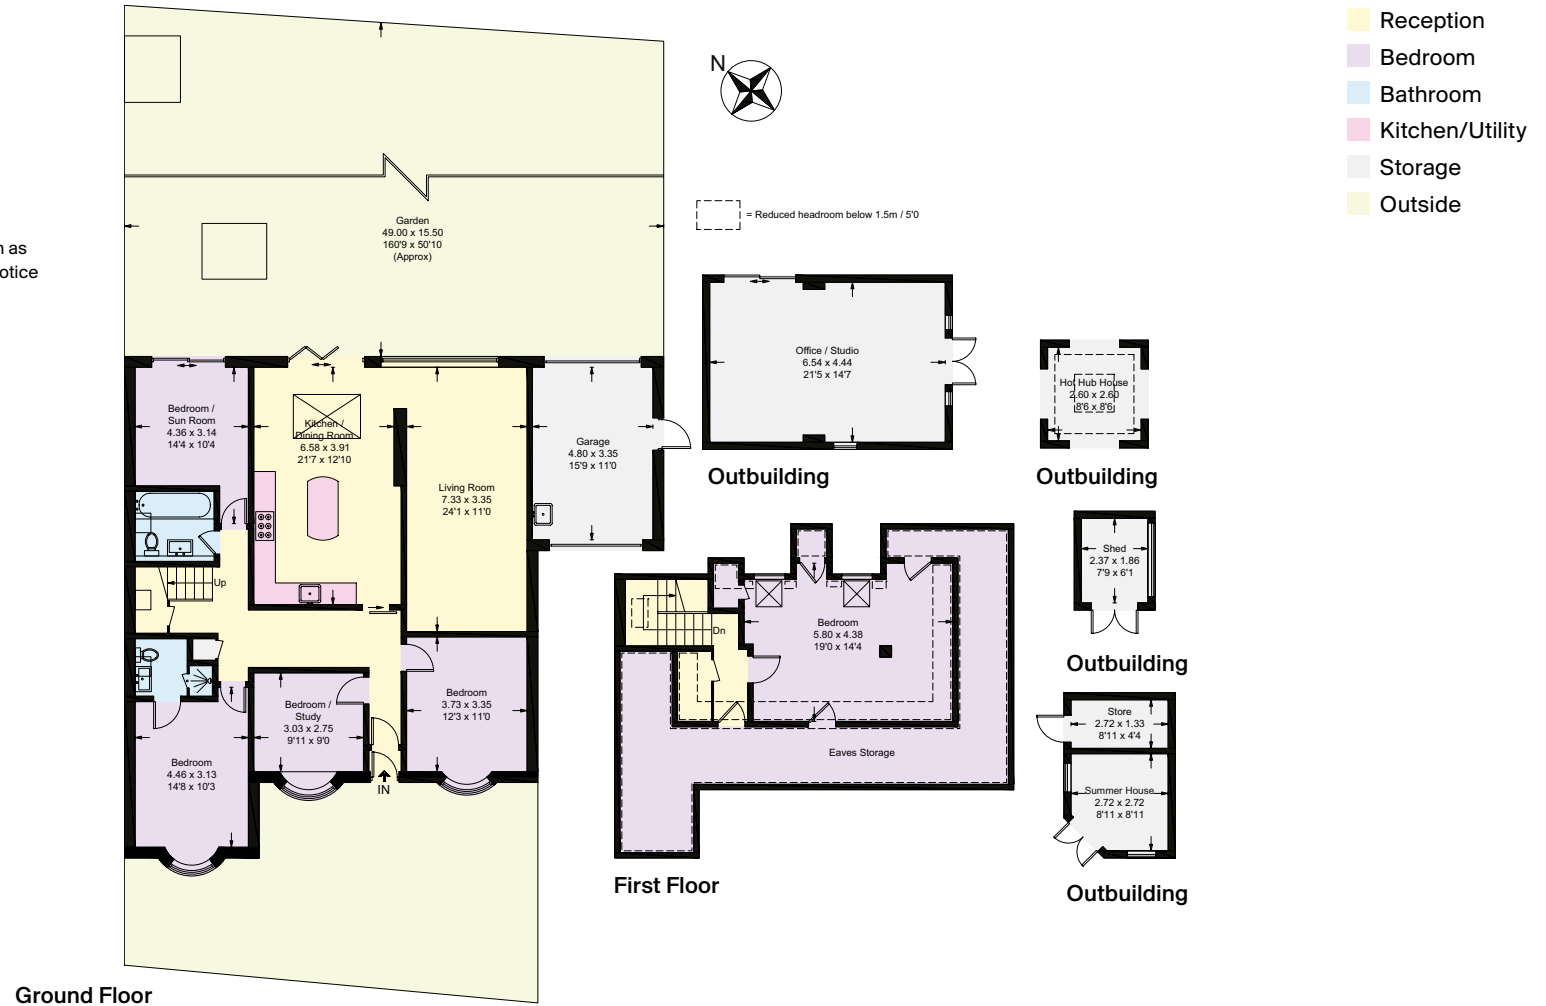 Reception
Bedroom
Bathroom
Kitchen/Utility
Storage
Outside
N
= Reduced headroom below 1.5m / 5'0
as
otice
Garden
49.00 x 15.50
160'9 x 50'10
(Approx)
Bedroom /
Sun Room
4.36 x 3.14
14'4 x 10'4
Kitchen /
Dining Room
6.58 x 3.91
21'7 x 12'10
Living Room
7.33 x 3.35
24'1 x 11'0
Garage
4.80 x 3.35
15'9 x 11'0
Up
Bedroom /
Study
3.03 x 2.75
9'11 x 9'0
Bedroom
3.73 x 3.35
12'3 x 11'0
Bedroom
4.46 x 3.13
14'8 x 10'3
IN
Ground Floor
Office / Studio
6.54 x 4.44
21'5 x 14'7
Outbuilding
Hot Hub House
2.60 x 2.60
8'6 x 8'6
Outbuilding
Shed
2.37 x 1.86
7'9 x 6'1
Outbuilding
Store
2.72 x 1.33
8'11 x 4'4
Summer House
2.72 x 2.72
8'11 x 8'11
Outbuilding
Dn
Bedroom
5.80 x 4.38
19'0 x 14'4
Eaves Storage
First Floor